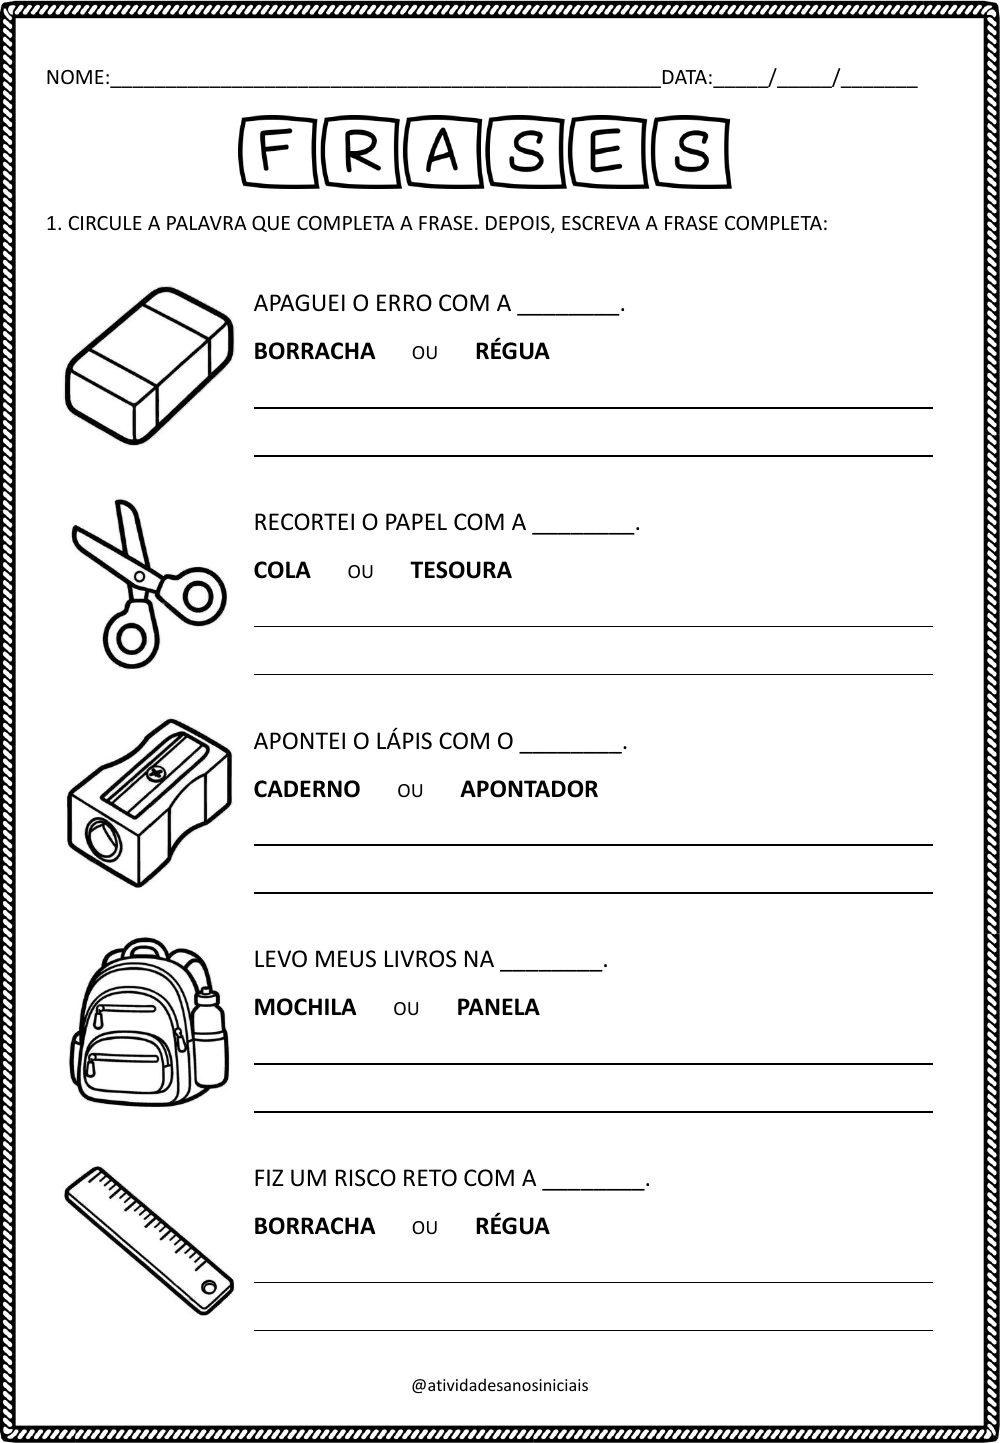 NOME:__________________________________________________DATA:_____/_____/_______
FRASES
1. CIRCULE A PALAVRA QUE COMPLETA A FRASE. DEPOIS, ESCREVA A FRASE COMPLETA:
APAGUEI O ERRO COM A ________.
BORRACHA OU RÉGUA
RECORTEI O PAPEL COM A ________.
COLA OU TESOURA
APONTEI O LÁPIS COM O ________.
CADERNO OU APONTADOR
LEVO MEUS LIVROS NA ________.
MOCHILA OU PANELA
FIZ UM RISCO RETO COM A ________.
BORRACHA OU RÉGUA
@atividadesanosiniciais